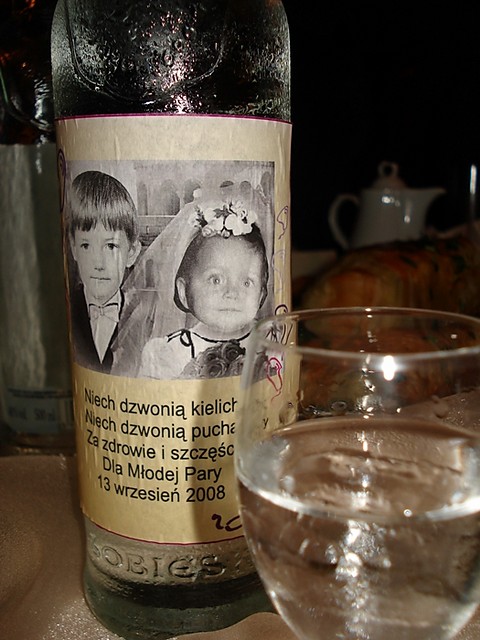 Niech dzwonią kielich
Niech dzwonią pucha y
Za zdrowie i szczęśc
Dla Młodej Pary
13 wrzesień 2008
SOBIES